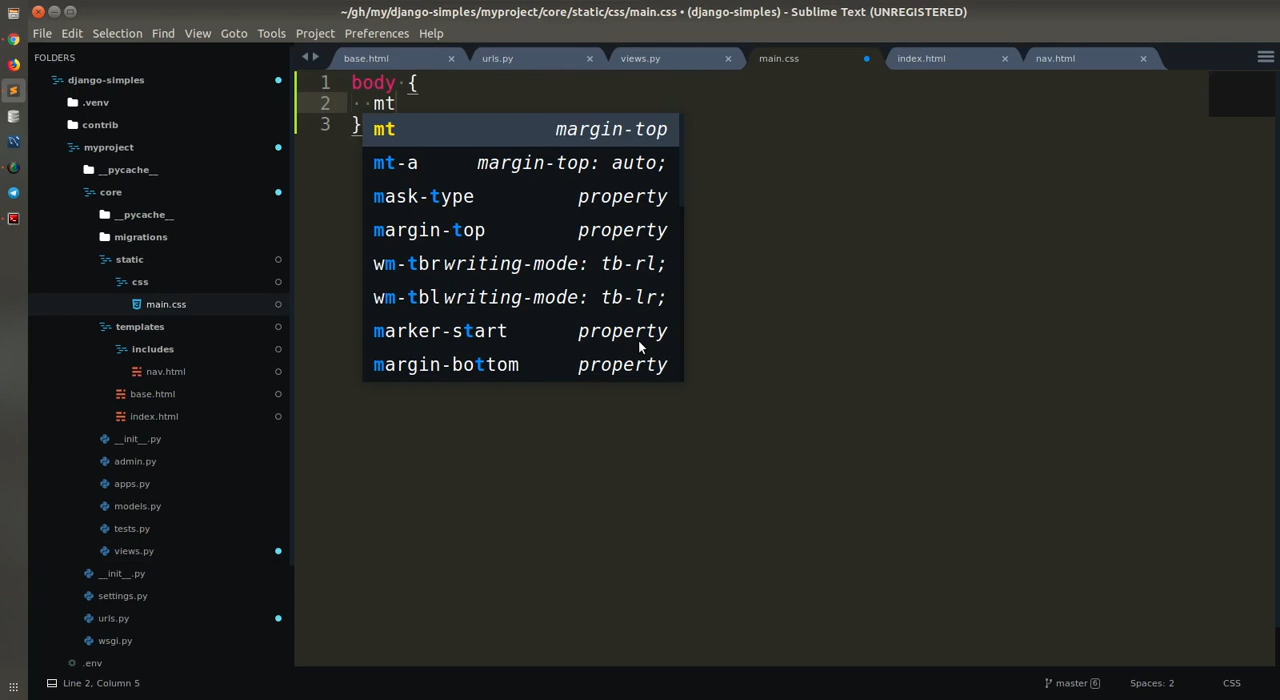 ~/gh/my/django-simples/myproject/core/static/css/main.css • (django-simples) - Sublime Text (UNREGISTERED)
File Edit Selection Find View Goto Tools Project Preferences Help
FOLDERS
django-simples
.venv
contrib
myproject
__pycache__
core
__pycache__
migrations
static
css
main.css
templates
includes
nav.html
base.html
index.html
__init__.py
admin.py
apps.py
models.py
tests.py
views.py
__init__.py
settings.py
urls.py
wsgi.py
.env
base.html urls.py views.py main.css index.html nav.html
1 body {
2 mt
3 }
mt margin-top
mt-a margin-top: auto;
mask-type property
margin-top property
wm-tbr writing-mode: tb-rl;
wm-tbl writing-mode: tb-lr;
marker-start property
margin-bottom property
Line 2, Column 5
master 6
Spaces: 2
CSS